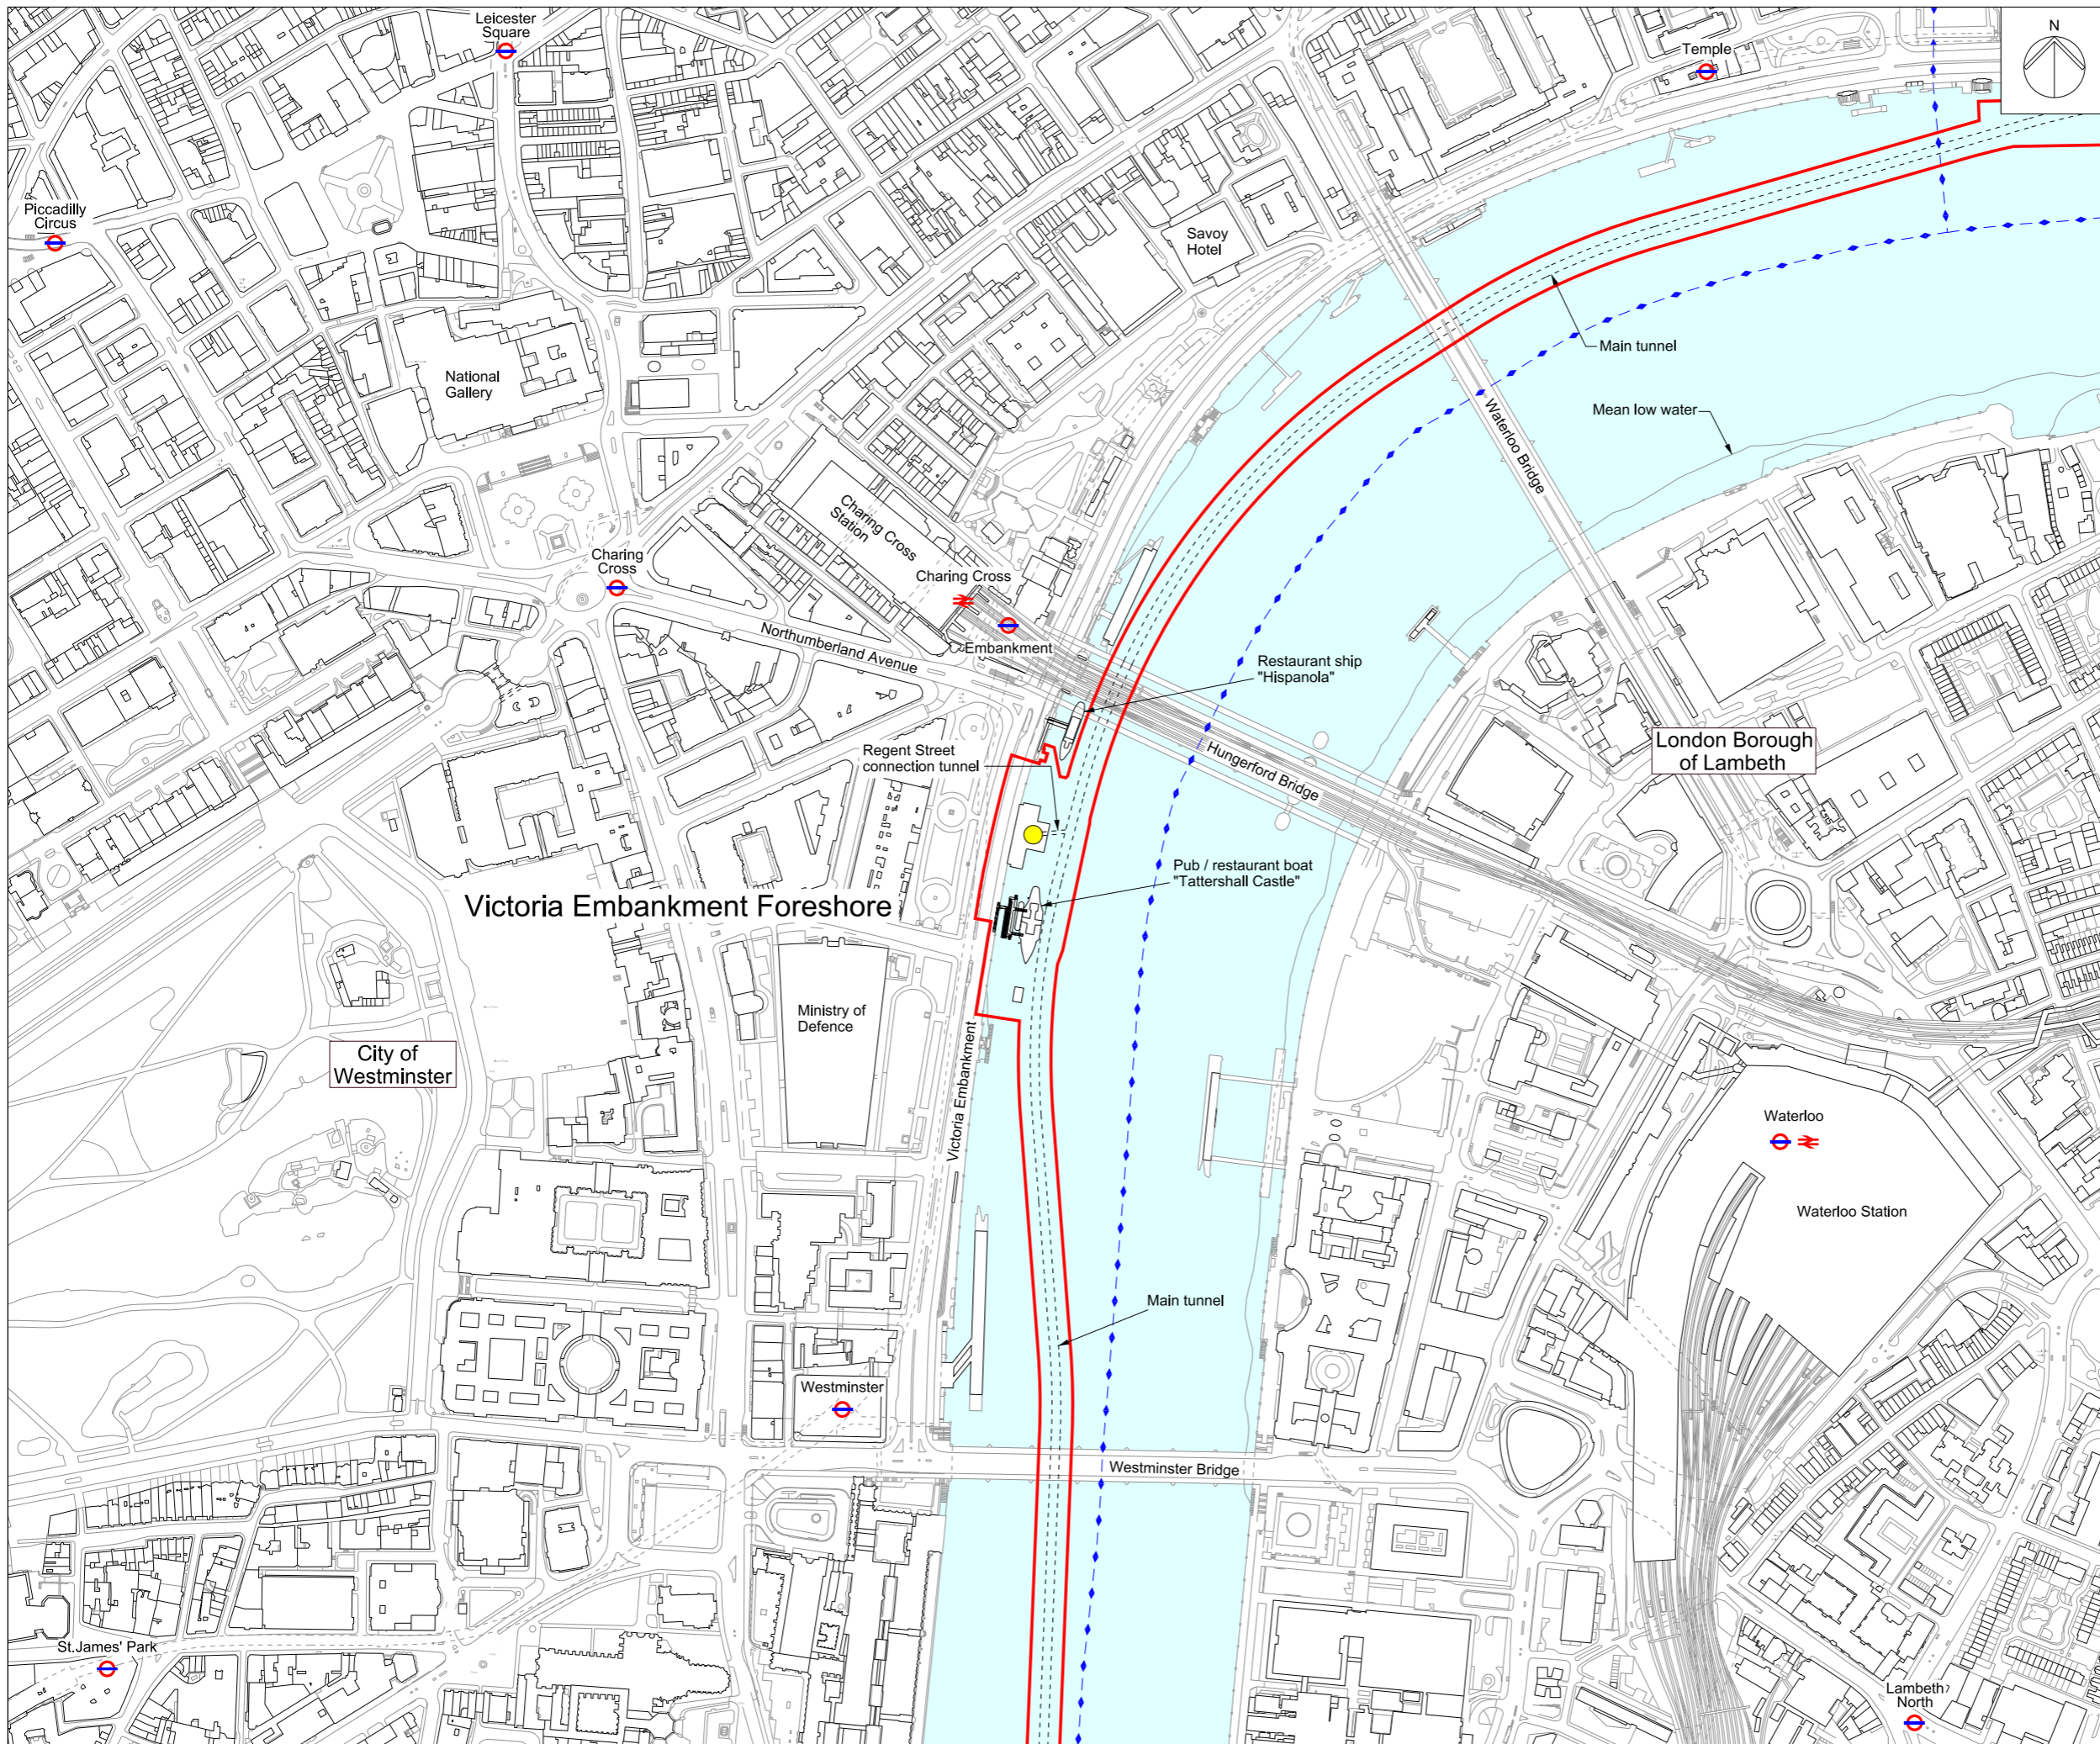 Leicester
Square
Temple
N
Piccadilly
Circus
Savoy
Hotel
Main tunnel
National
Gallery
Mean low water
Waterloo Bridge
Charing Cross
Station
Charing
Cross
Charing Cross
Embankment
Northumberland Avenue
Restaurant ship
"Hispanola"
Regent Street
connection tunnel
Hungerford Bridge
London Borough
of Lambeth
Pub / restaurant boat
"Tattershall Castle"
Victoria Embankment Foreshore
Ministry of
Defence
City of
Westminster
Victoria Embankment
Waterloo
Waterloo Station
Main tunnel
Westminster
Westminster Bridge
St.James' Park
Lambeth
North